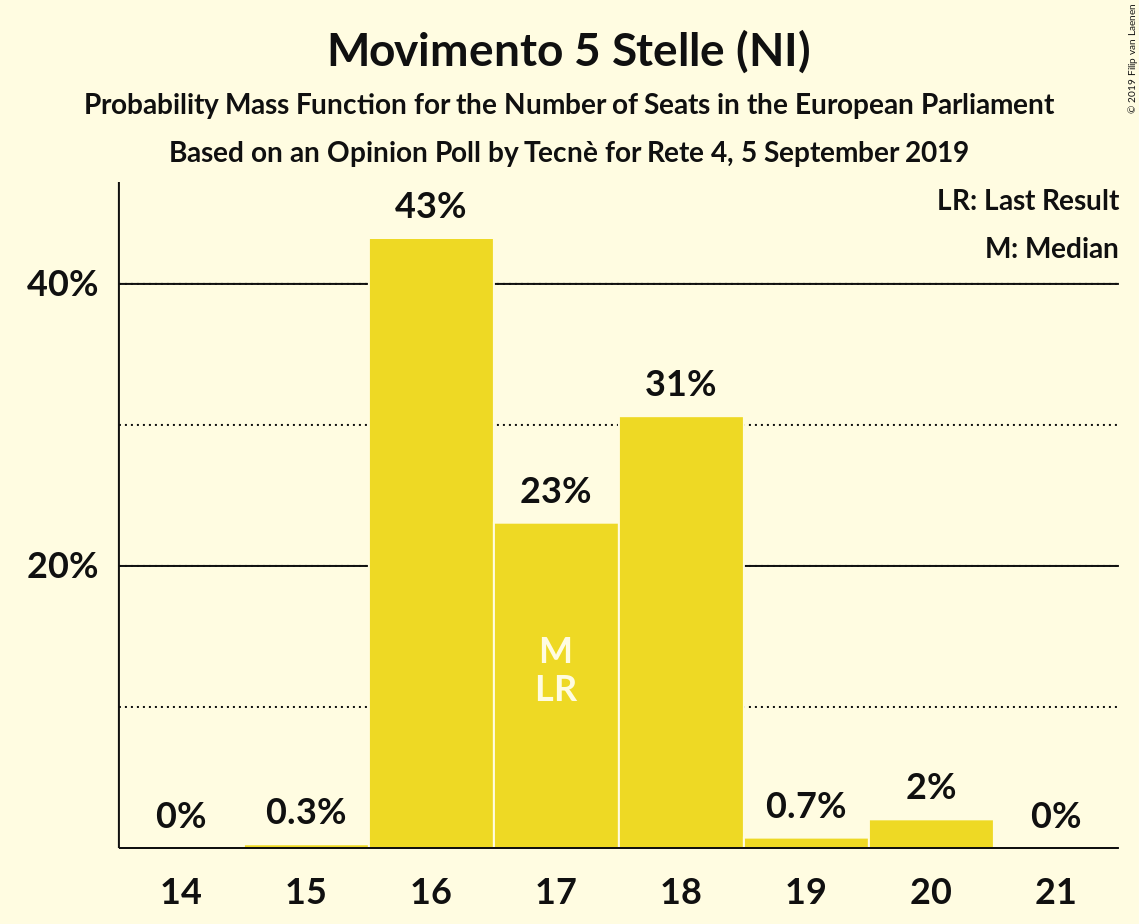 Movimento 5 Stelle (NI)
Probability Mass Function for the Number of Seats in the European Parliament
Based on an Opinion Poll by Tecnè for Rete 4, 5 September 2019
© 2019 Filip van Laenen
LR: Last Result
M: Median
40%
20%
0%
0.3%
43%
23%
31%
0.7%
2%
0%
M
LR
14
15
16
17
18
19
20
21